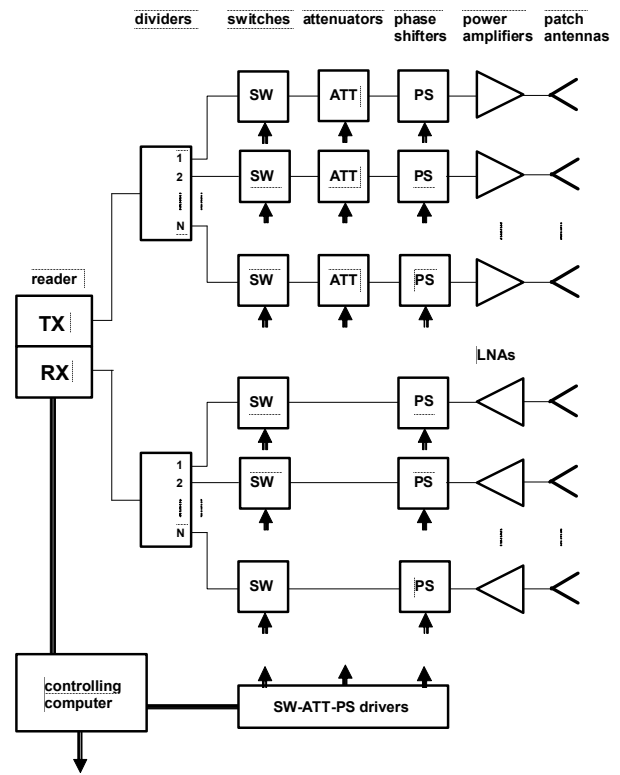 dividers switches attenuators phase shifters power amplifiers patch antennas
SW ATT PS
1
2 SW ATT PS
N
SW ATT PS
reader
TX
RX
LNAs
SW PS
1
2 SW PS
N
SW PS
controlling
computer
SW-ATT-PS drivers